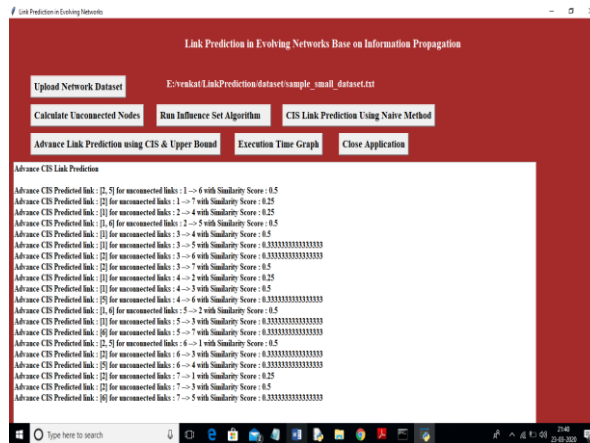 Link Prediction in Evolving Networks
Link Prediction in Evolving Networks Base on Information Propagation
Upload Network Dataset
E:/venkat/LinkPrediction/dataset/sample_small_dataset.txt
Calculate Unconnected Nodes
Run Influence Set Algorithm
CIS Link Prediction Using Naive Method
Advance Link Prediction using CIS & Upper Bound
Execution Time Graph
Close Application
Advance CIS Link Prediction
Advance CIS Predicted link : [2, 5] for unconnected links : 1 --> 6 with Similarity Score : 0.5
Advance CIS Predicted link : [2] for unconnected links : 1 --> 7 with Similarity Score : 0.25
Advance CIS Predicted link : [1] for unconnected links : 2 --> 4 with Similarity Score : 0.25
Advance CIS Predicted link : [1, 6] for unconnected links : 2 --> 5 with Similarity Score : 0.5
Advance CIS Predicted link : [1] for unconnected links : 3 --> 4 with Similarity Score : 0.5
Advance CIS Predicted link : [1] for unconnected links : 3 --> 5 with Similarity Score : 0.3333333333333333
Advance CIS Predicted link : [2] for unconnected links : 3 --> 6 with Similarity Score : 0.3333333333333333
Advance CIS Predicted link : [2] for unconnected links : 3 --> 7 with Similarity Score : 0.5
Advance CIS Predicted link : [1] for unconnected links : 4 --> 2 with Similarity Score : 0.25
Advance CIS Predicted link : [1] for unconnected links : 4 --> 3 with Similarity Score : 0.5
Advance CIS Predicted link : [5] for unconnected links : 4 --> 6 with Similarity Score : 0.3333333333333333
Advance CIS Predicted link : [1, 6] for unconnected links : 5 --> 2 with Similarity Score : 0.5
Advance CIS Predicted link : [1] for unconnected links : 5 --> 3 with Similarity Score : 0.3333333333333333
Advance CIS Predicted link : [6] for unconnected links : 5 --> 7 with Similarity Score : 0.3333333333333333
Advance CIS Predicted link : [2, 5] for unconnected links : 6 --> 1 with Similarity Score : 0.5
Advance CIS Predicted link : [2] for unconnected links : 6 --> 3 with Similarity Score : 0.3333333333333333
Advance CIS Predicted link : [5] for unconnected links : 6 --> 4 with Similarity Score : 0.3333333333333333
Advance CIS Predicted link : [2] for unconnected links : 7 --> 1 with Similarity Score : 0.25
Advance CIS Predicted link : [2] for unconnected links : 7 --> 3 with Similarity Score : 0.5
Advance CIS Predicted link : [6] for unconnected links : 7 --> 5 with Similarity Score : 0.3333333333333333
Type here to search
21:40
23-03-2020